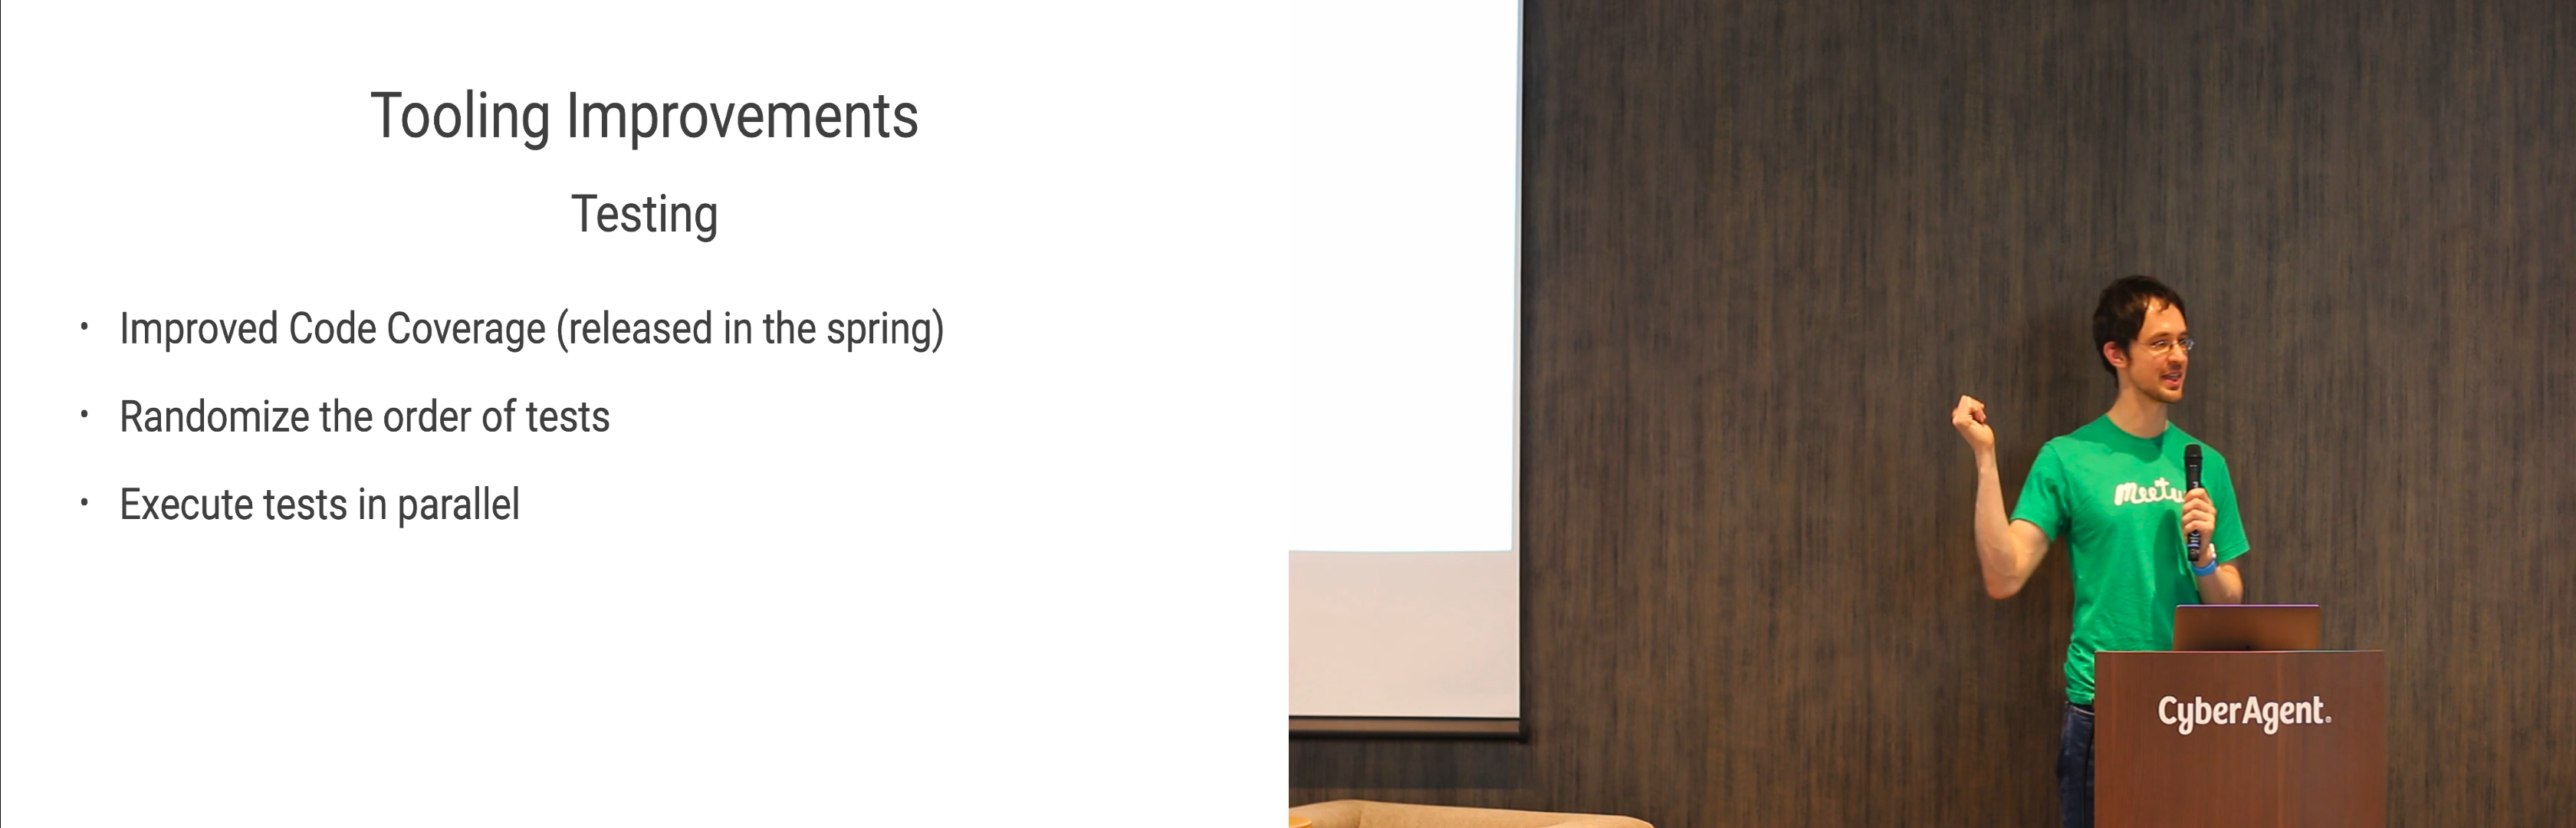 Tooling Improvements
Testing
• Improved Code Coverage (released in the spring)
• Randomize the order of tests
• Execute tests in parallel
CyberAgent.